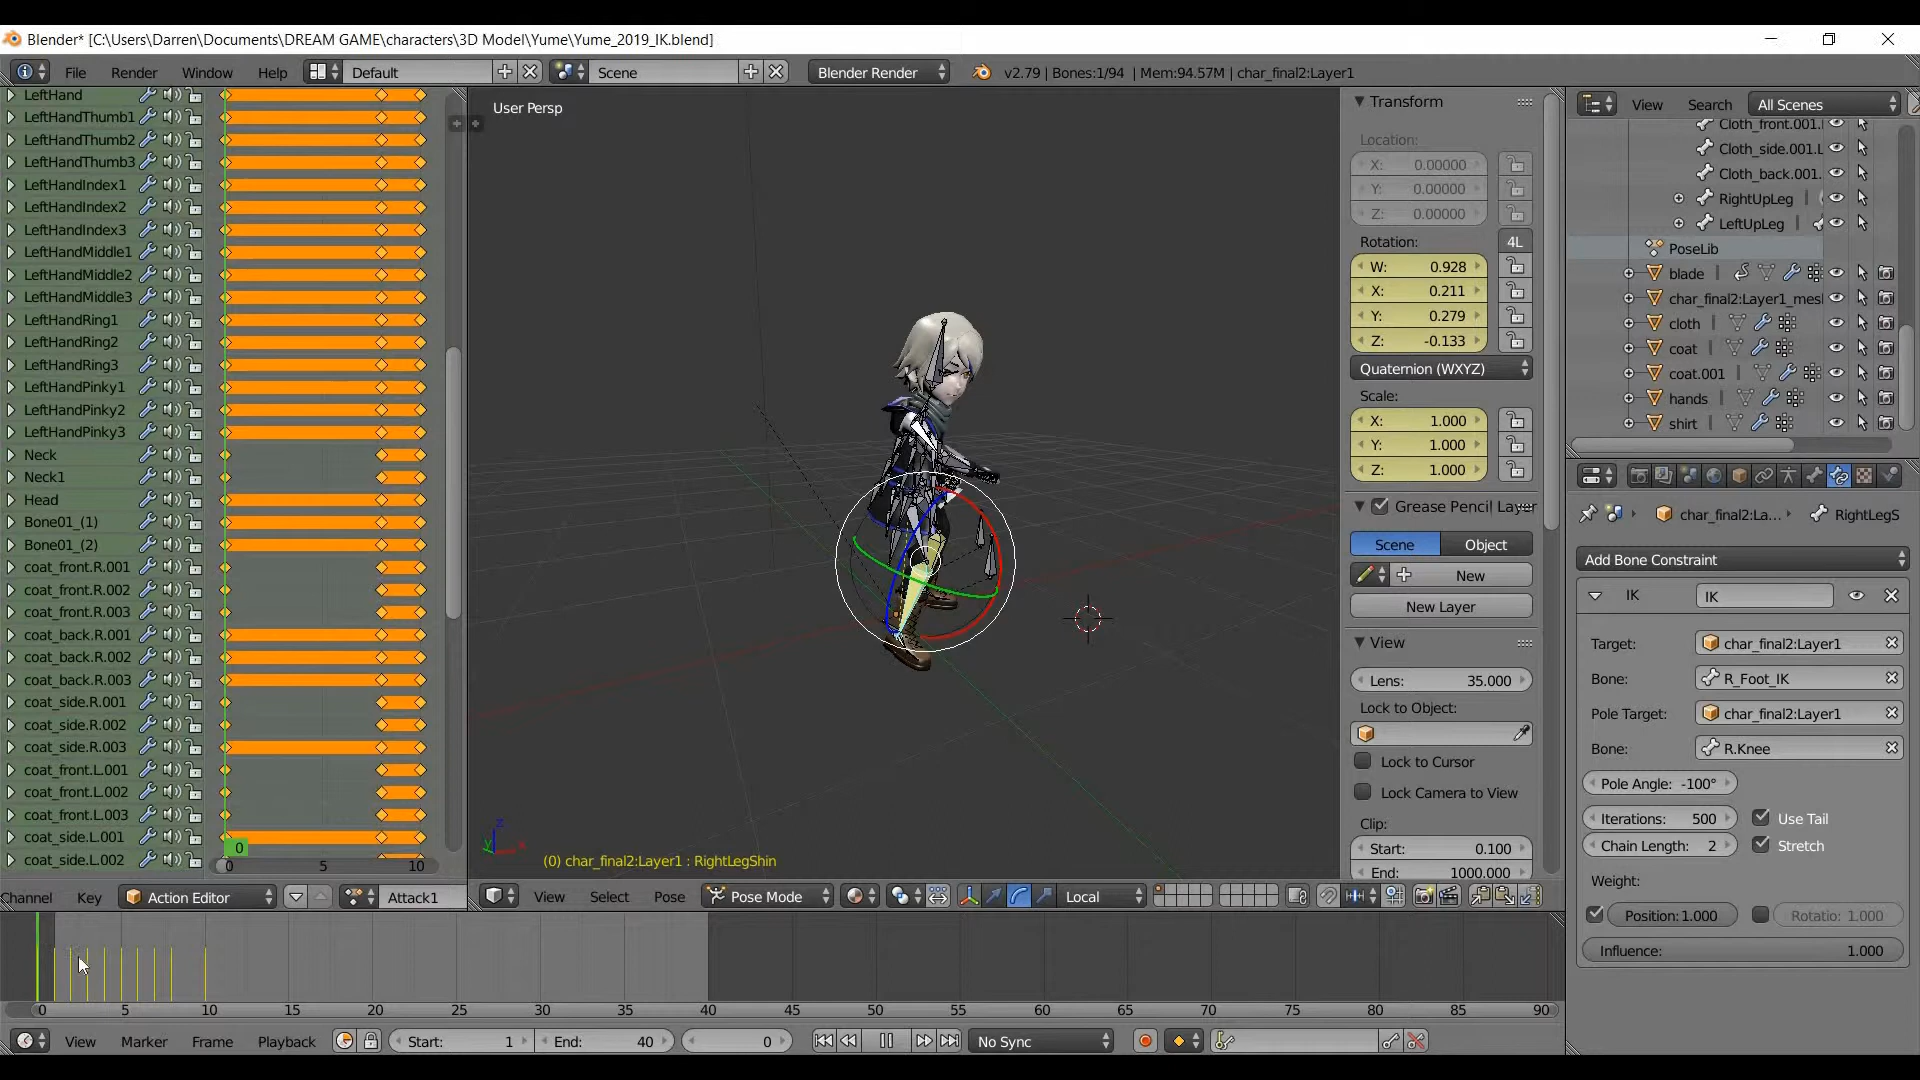 Blender* [C:\Users\Darren\Documents\DREAM GAME\characters\3D Model\Yume\Yume_2019_IK.blend]
File Render Window Help Default Scene Blender Render v2.79 | Bones:1/94 | Mem:94.57M | char_final2:Layer1
LeftHand
LeftHandThumb1
LeftHandThumb2
LeftHandThumb3
LeftHandIndex1
LeftHandIndex2
LeftHandIndex3
LeftHandMiddle1
LeftHandMiddle2
LeftHandMiddle3
LeftHandRing1
LeftHandRing2
LeftHandRing3
LeftHandPinky1
LeftHandPinky2
LeftHandPinky3
Neck
Neck1
Head
Bone01_(1)
Bone01_(2)
coat_front.R.001
coat_front.R.002
coat_front.R.003
coat_back.R.001
coat_back.R.002
coat_back.R.003
coat_side.R.001
coat_side.R.002
coat_side.R.003
coat_front.L.001
coat_front.L.002
coat_front.L.003
coat_side.L.001
coat_side.L.002
0
0 5 10
Channel Key Action Editor Attack1
User Persp
(0) char_final2:Layer1 : RightLegShin
View Select Pose Pose Mode Local
Transform
Location:
X: 0.00000
Y: 0.00000
Z: 0.00000
Rotation: 4L
W: 0.928
X: 0.211
Y: 0.279
Z: -0.133
Quaternion (WXYZ)
Scale:
X: 1.000
Y: 1.000
Z: 1.000
Grease Pencil Layer
Scene Object
New
New Layer
View
Lens: 35.000
Lock to Object:
Lock to Cursor
Lock Camera to View
Clip:
Start: 0.100
End: 1000.000
View Search All Scenes
Cloth_front.001.
Cloth_side.001.L
Cloth_back.001.
RightUpLeg
LeftUpLeg
PoseLib
blade
char_final2:Layer1_mes
cloth
coat
coat.001
hands
shirt
char_final2:La... RightLegS
Add Bone Constraint
IK IK
Target: char_final2:Layer1
Bone: R_Foot_IK
Pole Target: char_final2:Layer1
Bone: R.Knee
Pole Angle: -100°
Iterations: 500 Use Tail
Chain Length: 2 Stretch
Weight:
Position: 1.000 Rotatio: 1.000
Influence: 1.000
0 5 10 15 20 25 30 35 40 45 50 55 60 65 70 75 80 85 90
View Marker Frame Playback Start: 1 End: 40 0 No Sync